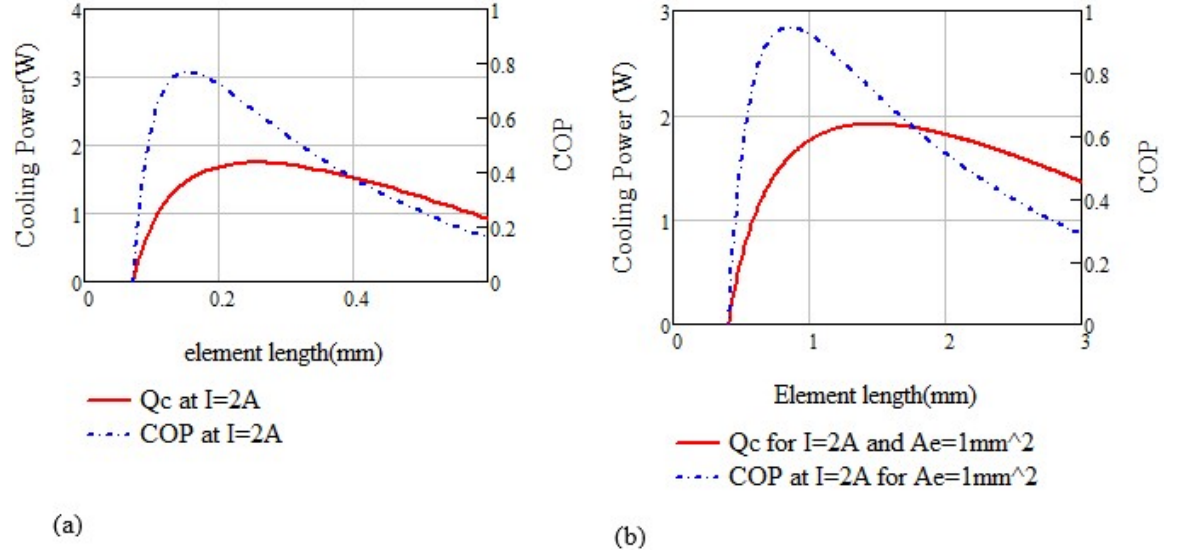 4
3
2
1
0
Cooling Power(W)
1
0.8
0.6
0.4
0.2
0
COP
0
0.2
0.4
element length(mm)
Qc at I=2A
COP at I=2A
(a)
3
2
1
0
Cooling Power (W)
1
0.8
0.6
0.4
0.2
0
COP
0
1
2
3
Element length(mm)
Qc for I=2A and Ae=1mm^2
COP at I=2A for Ae=1mm^2
(b)